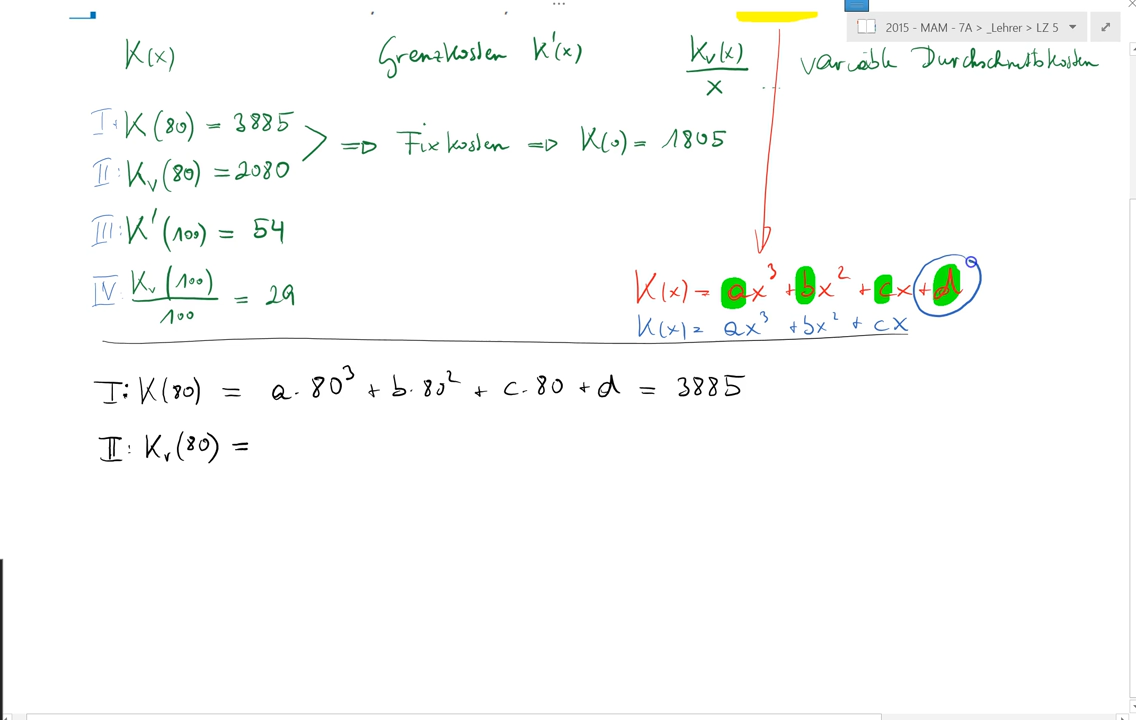 2015 - MAM - 7A > _Lehrer > LZ 5
K(x) Grenzkosten K'(x) Kv(x)/x variable Durchschnittskosten
I: K(80) = 3885
II: Kv(80) = 2080
=> Fixkosten => K(0) = 1805
III: K'(100) = 54
IV Kv(100)/100 = 29
K(x) = ax³ + bx² + cx + d
K(x) = ax³ + bx² + cx
I: K(80) = a·80³ + b·80² + c·80 + d = 3885
II: Kv(80) =